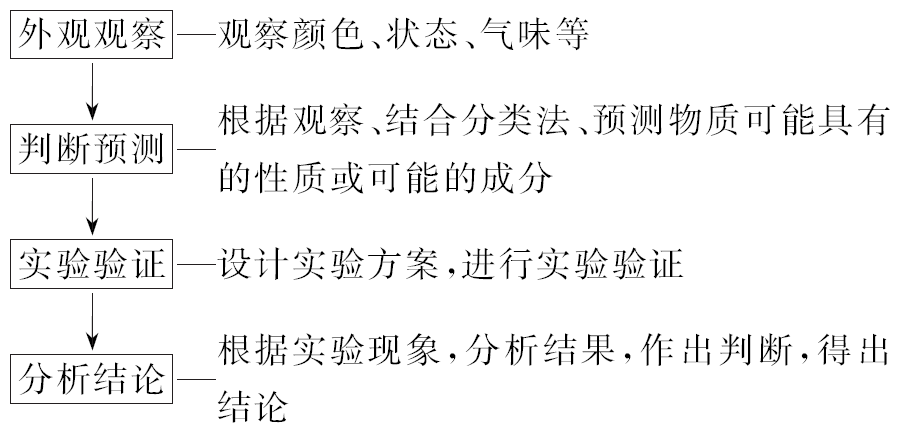 外观观察 观察颜色、状态、气味等
根据观察、结合分类法、预测物质可能具有
判断预测
的性质或可能的成分
实验验证 设计实验方案,进行实验验证
根据实验现象,分析结果,作出判断,得出
分析结论
结论